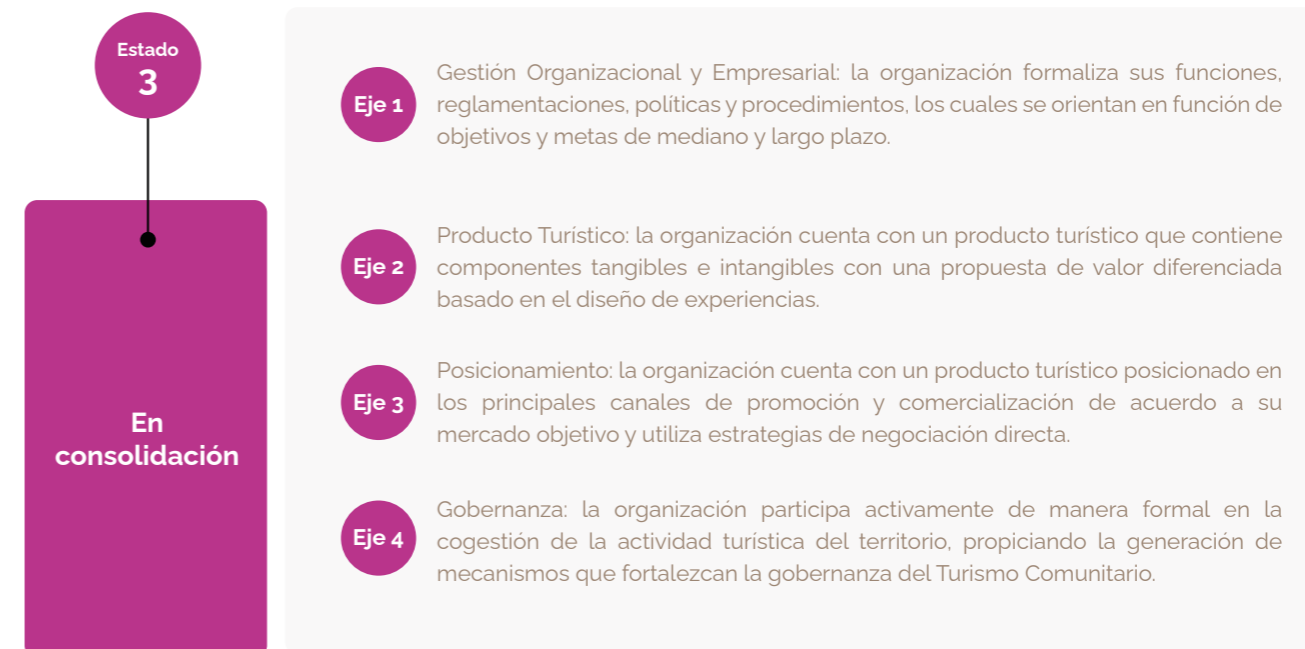 Estado
3
En
consolidación
Eje 1
Gestión Organizacional y Empresarial: la organización formaliza sus funciones,
reglamentaciones, políticas y procedimientos, los cuales se orientan en función de
objetivos y metas de mediano y largo plazo.
Eje 2
Producto Turístico: la organización cuenta con un producto turístico que contiene
componentes tangibles e intangibles con una propuesta de valor diferenciada
basado en el diseño de experiencias.
Eje 3
Posicionamiento: la organización cuenta con un producto turístico posicionado en
los principales canales de promoción y comercialización de acuerdo a su
mercado objetivo y utiliza estrategias de negociación directa.
Eje 4
Gobernanza: la organización participa activamente de manera formal en la
cogestión de la actividad turística del territorio, propiciando la generación de
mecanismos que fortalezcan la gobernanza del Turismo Comunitario.